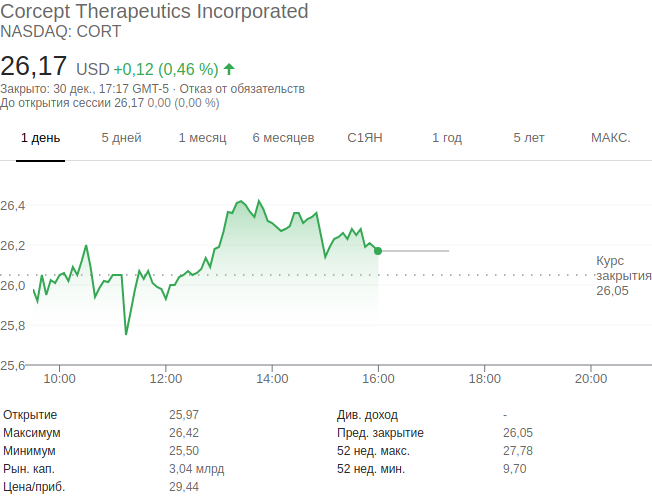 Corcept Therapeutics Incorporated
NASDAQ: CORT
26,17 USD +0,12 (0,46 %)
Закрыто: 30 дек., 17:17 GMT-5 · Отказ от обязательств
До открытия сессии 26,17 0,00 (0,00 %)
1 день 5 дней 1 месяц 6 месяцев С1ЯН 1 год 5 лет МАКС.
26,4
26,2
Курс закрытия 26,05
26,0
25,8
25,6
10:00 12:00 14:00 16:00 18:00 20:00
Открытие 25,97 Див. доход -
Максимум 26,42 Пред. закрытие 26,05
Минимум 25,50 52 нед. макс. 27,78
Рын. кап. 3,04 млрд 52 нед. мин. 9,70
Цена/приб. 29,44